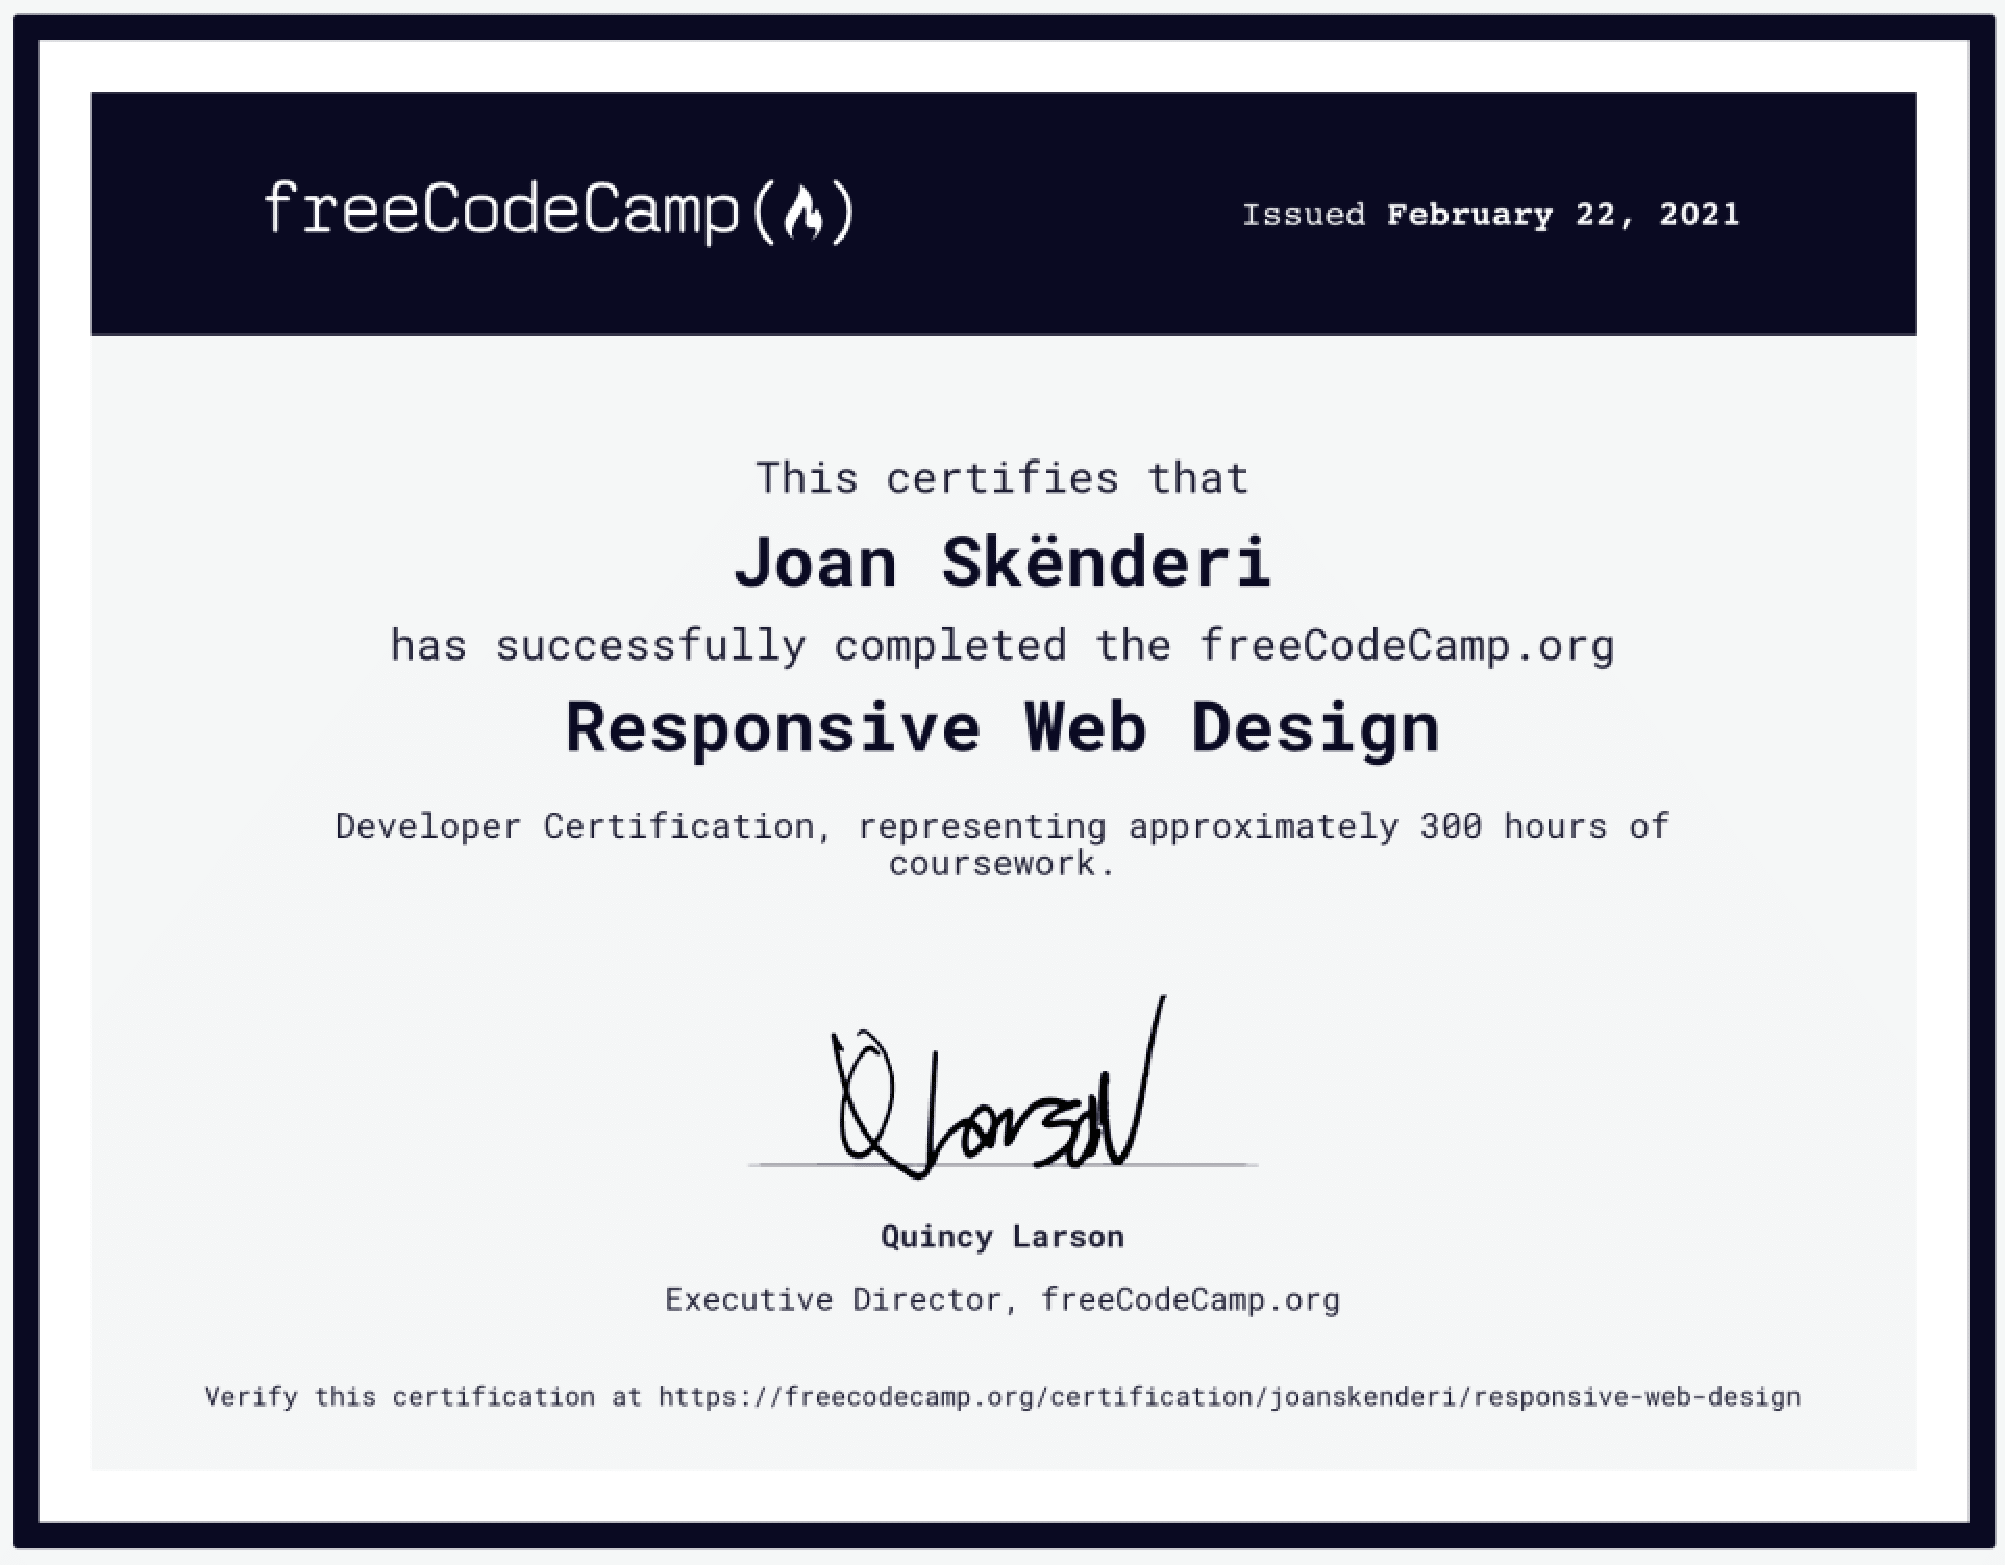 freeCodeCamp(🔥)
Issued February 22, 2021
This certifies that
Joan Skënderi
has successfully completed the freeCodeCamp.org
Responsive Web Design
Developer Certification, representing approximately 300 hours of
coursework.
Q Larson
Quincy Larson
Executive Director, freeCodeCamp.org
Verify this certification at https://freecodecamp.org/certification/joanskenderi/responsive-web-design